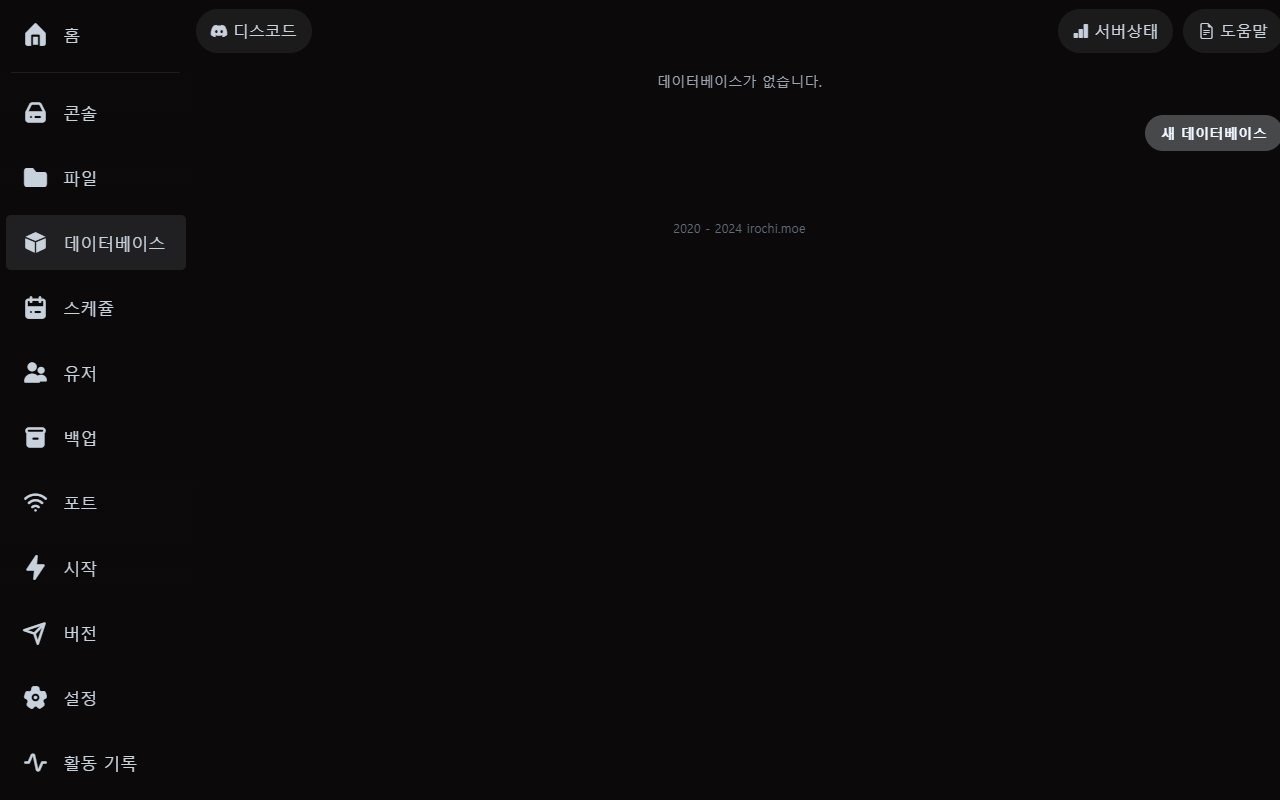 홈
콘솔
파일
데이터베이스
스케쥴
유저
백업
포트
시작
버전
설정
활동 기록
디스코드
서버상태
도움말
데이터베이스가 없습니다.
새 데이터베이스
2020 - 2024 irochi.moe